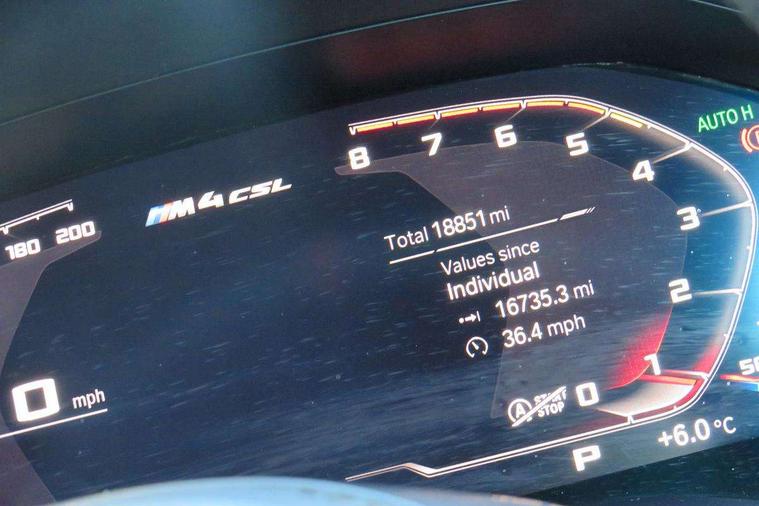 AUTO H
8 7 6 5 4 3 2 1 0
M4 CSL
180 200
Total 18851 mi
Values since
Individual
16735.3 mi
36.4 mph
0 mph
A START
STOP
P
+6.0 °C